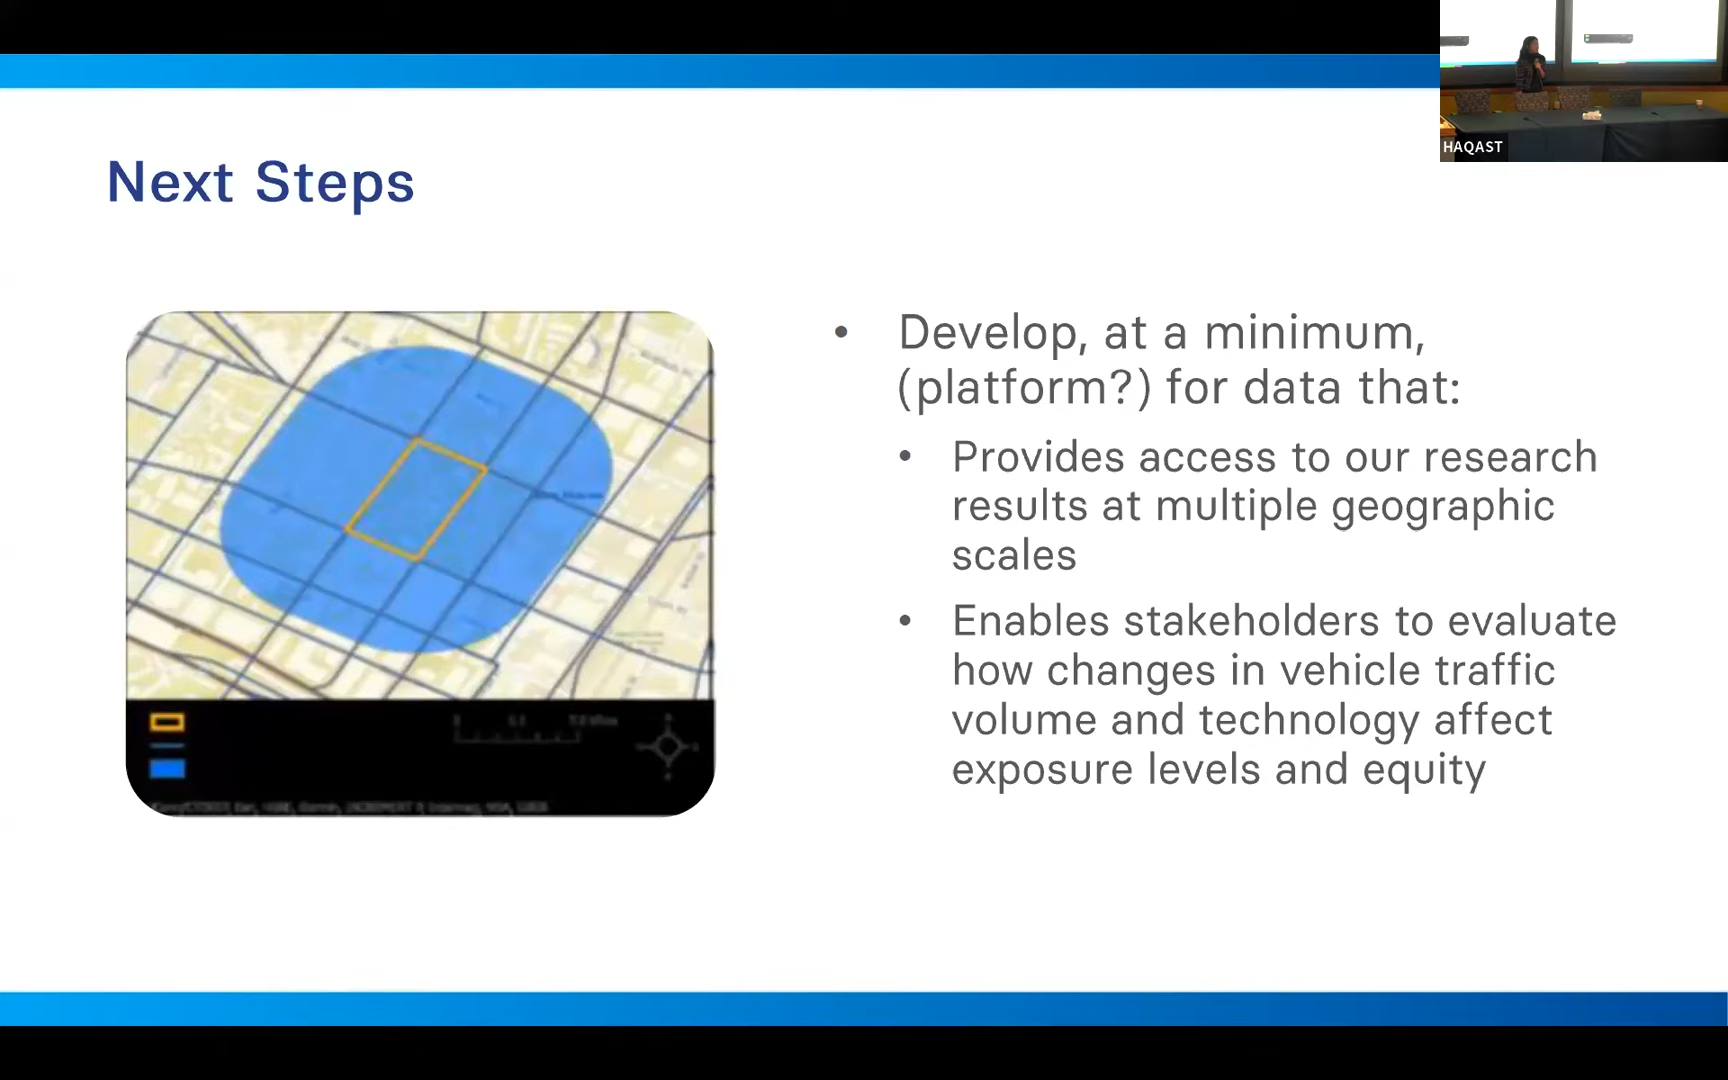 HAQAST
Next Steps
• Develop, at a minimum,
(platform?) for data that:
• Provides access to our research
results at multiple geographic
scales
• Enables stakeholders to evaluate
how changes in vehicle traffic
volume and technology affect
exposure levels and equity